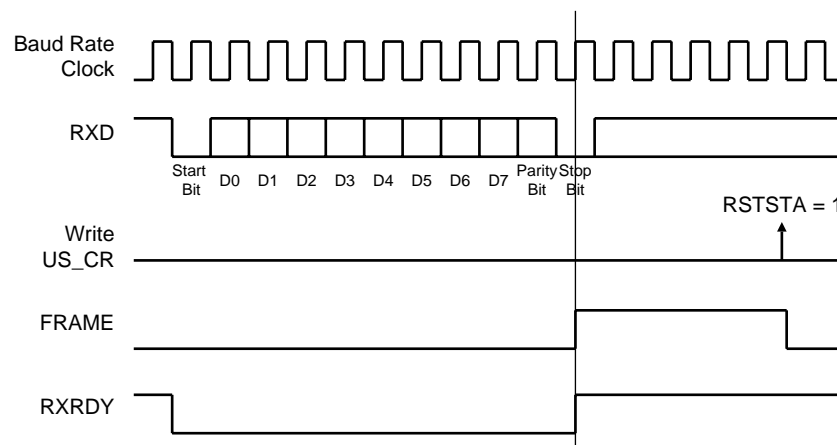 Baud Rate
Clock
RXD
Start
Bit
D0
D1
D2
D3
D4
D5
D6
D7
Parity
Bit
Stop
Bit
RSTSTA = 1
Write
US_CR
FRAME
RXRDY